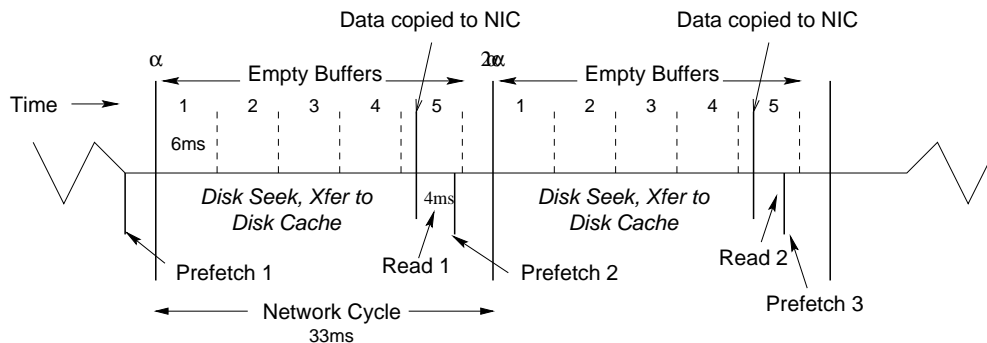 Data copied to NIC
Data copied to NIC
α
2α
Empty Buffers
Empty Buffers
Time
1 2 3 4 5 1 2 3 4 5
6ms
Disk Seek, Xfer to
Disk Cache
4ms
Disk Seek, Xfer to
Disk Cache
Prefetch 1
Read 1
Prefetch 2
Read 2
Prefetch 3
Network Cycle
33ms